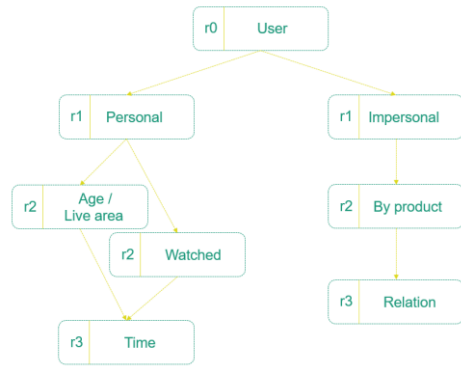 r0 User
r1 Personal
r1 Impersonal
r2 Age /
Live area
r2 By product
r2 Watched
r3 Relation
r3 Time